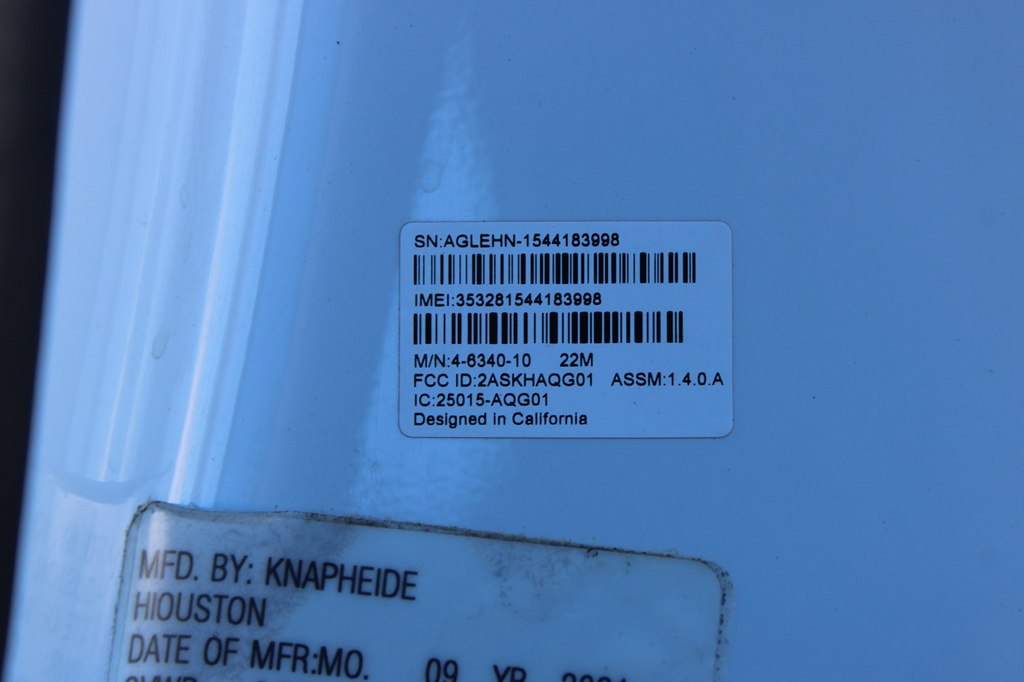 SN:AGLEHN-1544183998
IMEI:353281544183998
M/N:4-6340-10 22M
FCC ID:2ASKHAQG01 ASSM:1.4.0.A
IC:25015-AQG01
Designed in California
MFD. BY: KNAPHEIDE
HIOUSTON
DATE OF MFR:MO. 09 YR